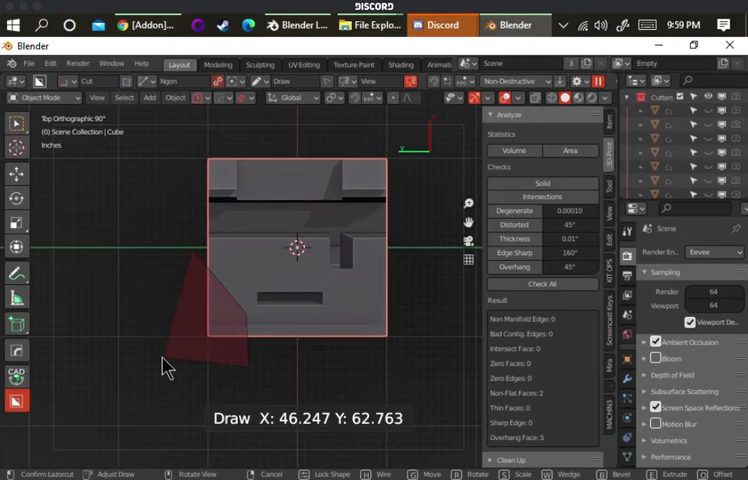 DISCORD
[Addon]...
Blender L...
File Explo...
Discord
Blender
9:59 PM
Blender
File
Edit
Render
Window
Help
Layout
Modeling
Sculpting
UV Editing
Texture Paint
Shading
Animati
Scene
3
Empty
Cut
Ngon
Draw
View
Non-Destructive
Object Mode
View
Select
Add
Object
Global
Top Orthographic 90°
(0) Scene Collection | Cube
Inches
Y
Analyze
Statistics
Volume
Area
Checks
Solid
Intersections
Degenerate
0.00010
Distorted
45°
Thickness
0.01"
Edge Sharp
160°
Overhang
45°
Check All
Result
Non Manifold Edge: 0
Bad Contig. Edges: 0
Intersect Face: 0
Zero Faces: 0
Zero Edges: 0
Non-Flat Faces: 2
Thin Faces: 0
Sharp Edge: 0
Overhang Face: 5
Clean Up
Item
3D-Print
Tool
View
Edit
KIT OPS
Screencast Keys
Mira
MACHIN3
Cuttern
Scene
Render En...
Eevee
Sampling
Render
64
Viewport
64
Viewport De...
Ambient Occlusion
Bloom
Depth of Field
Subsurface Scattering
Screen Space Reflections
Motion Blur
Volumetrics
Performance
CAD
Draw X: 46.247 Y: 62.763
Confirm Lazorcut
Adjust Draw
Rotate View
Cancel
Lock Shape
H
Wire
G
Move
R
Rotate
S
Scale
W
Wedge
B
Bevel
E
Extrude
O
Offset